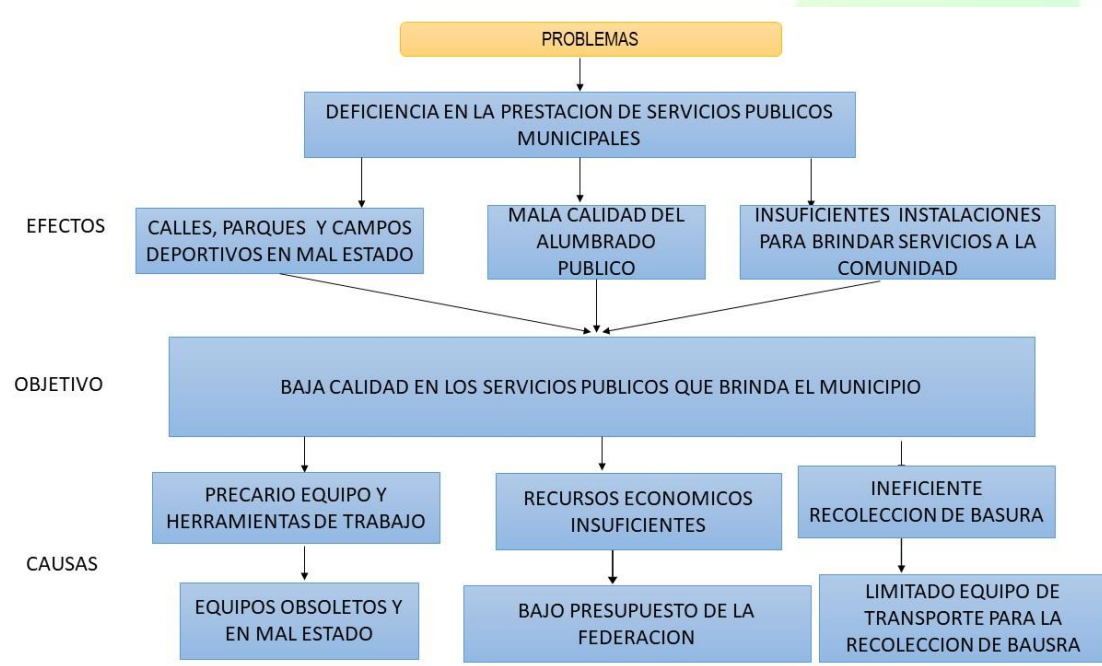 PROBLEMAS
DEFICIENCIA EN LA PRESTACION DE SERVICIOS PUBLICOS
MUNICIPALES
EFECTOS
CALLES, PARQUES Y CAMPOS
DEPORTIVOS EN MAL ESTADO
MALA CALIDAD DEL
ALUMBRADO
PUBLICO
INSUFICIENTES INSTALACIONES
PARA BRINDAR SERVICIOS A LA
COMUNIDAD
OBJETIVO
BAJA CALIDAD EN LOS SERVICIOS PUBLICOS QUE BRINDA EL MUNICIPIO
CAUSAS
PRECARIO EQUIPO Y
HERRAMIENTAS DE TRABAJO
RECURSOS ECONOMICOS
INSUFICIENTES
INEFICIENTE
RECOLECCION DE BASURA
EQUIPOS OBSOLETOS Y
EN MAL ESTADO
BAJO PRESUPUESTO DE LA
FEDERACION
LIMITADO EQUIPO DE
TRANSPORTE PARA LA
RECOLECCION DE BAUSRA